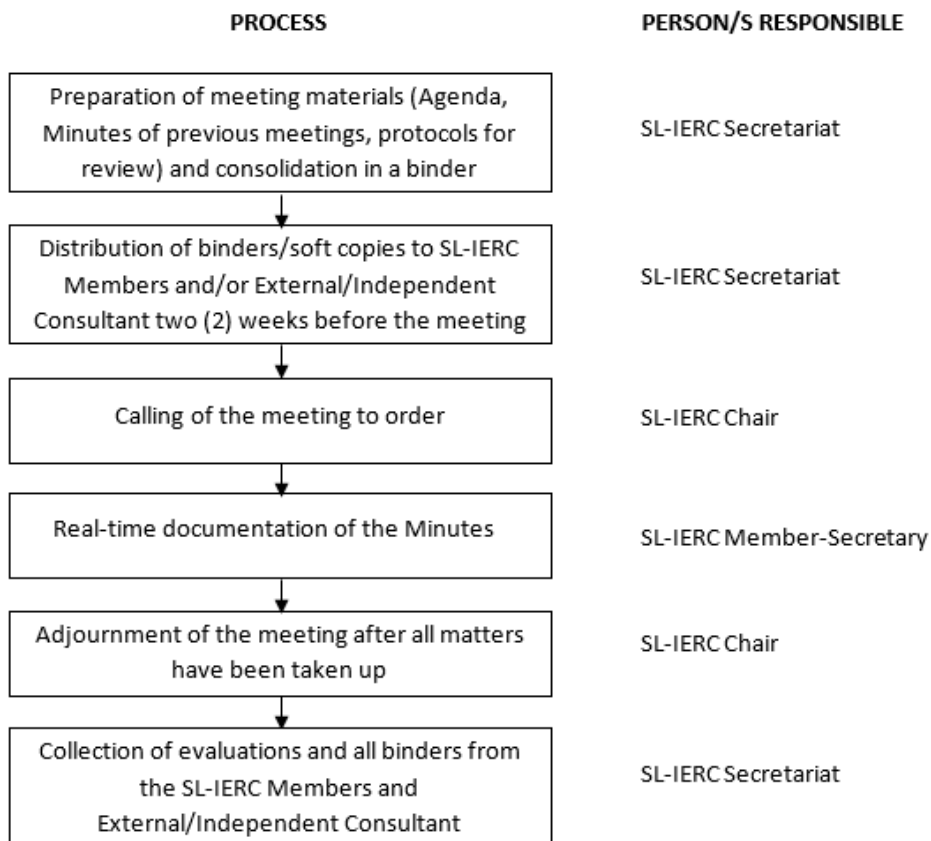 PROCESS
PERSON/S RESPONSIBLE
Preparation of meeting materials (Agenda,
Minutes of previous meetings, protocols for
review) and consolidation in a binder
SL-IERC Secretariat
Distribution of binders/soft copies to SL-IERC
Members and/or External/Independent
Consultant two (2) weeks before the meeting
SL-IERC Secretariat
Calling of the meeting to order
SL-IERC Chair
Real-time documentation of the Minutes
SL-IERC Member-Secretary
Adjournment of the meeting after all matters
have been taken up
SL-IERC Chair
Collection of evaluations and all binders from
the SL-IERC Members and
External/Independent Consultant
SL-IERC Secretariat